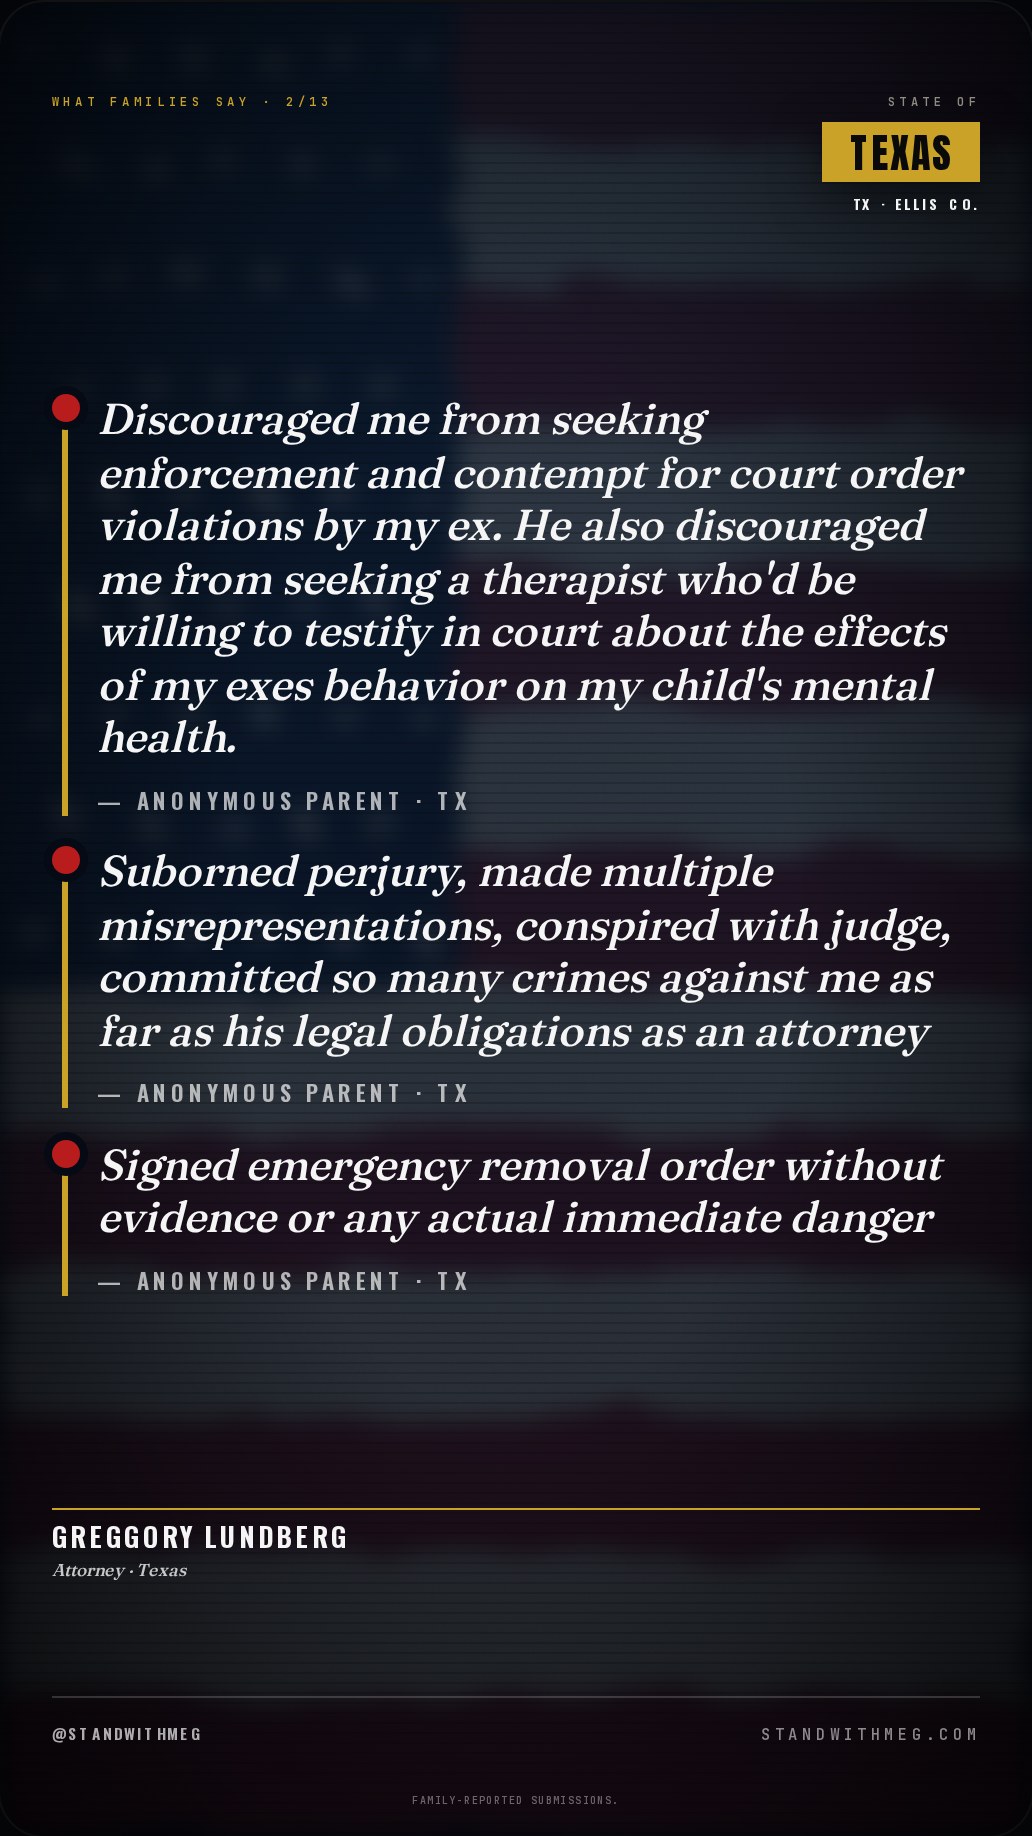 WHAT FAMILIES SAY · 2/13
STATE OF
TEXAS
TX · ELLIS CO.
Discouraged me from seeking
enforcement and contempt for court order
violations by my ex. He also discouraged
me from seeking a therapist who'd be
willing to testify in court about the effects
of my exes behavior on my child's mental
health.
— ANONYMOUS PARENT · TX
Suborned perjury, made multiple
misrepresentations, conspired with judge,
committed so many crimes against me as
far as his legal obligations as an attorney
— ANONYMOUS PARENT · TX
Signed emergency removal order without
evidence or any actual immediate danger
— ANONYMOUS PARENT · TX
GREGGORY LUNDBERG
Attorney · Texas
@STANDWITHMEG
STANDWITHMEG.COM
FAMILY-REPORTED SUBMISSIONS.